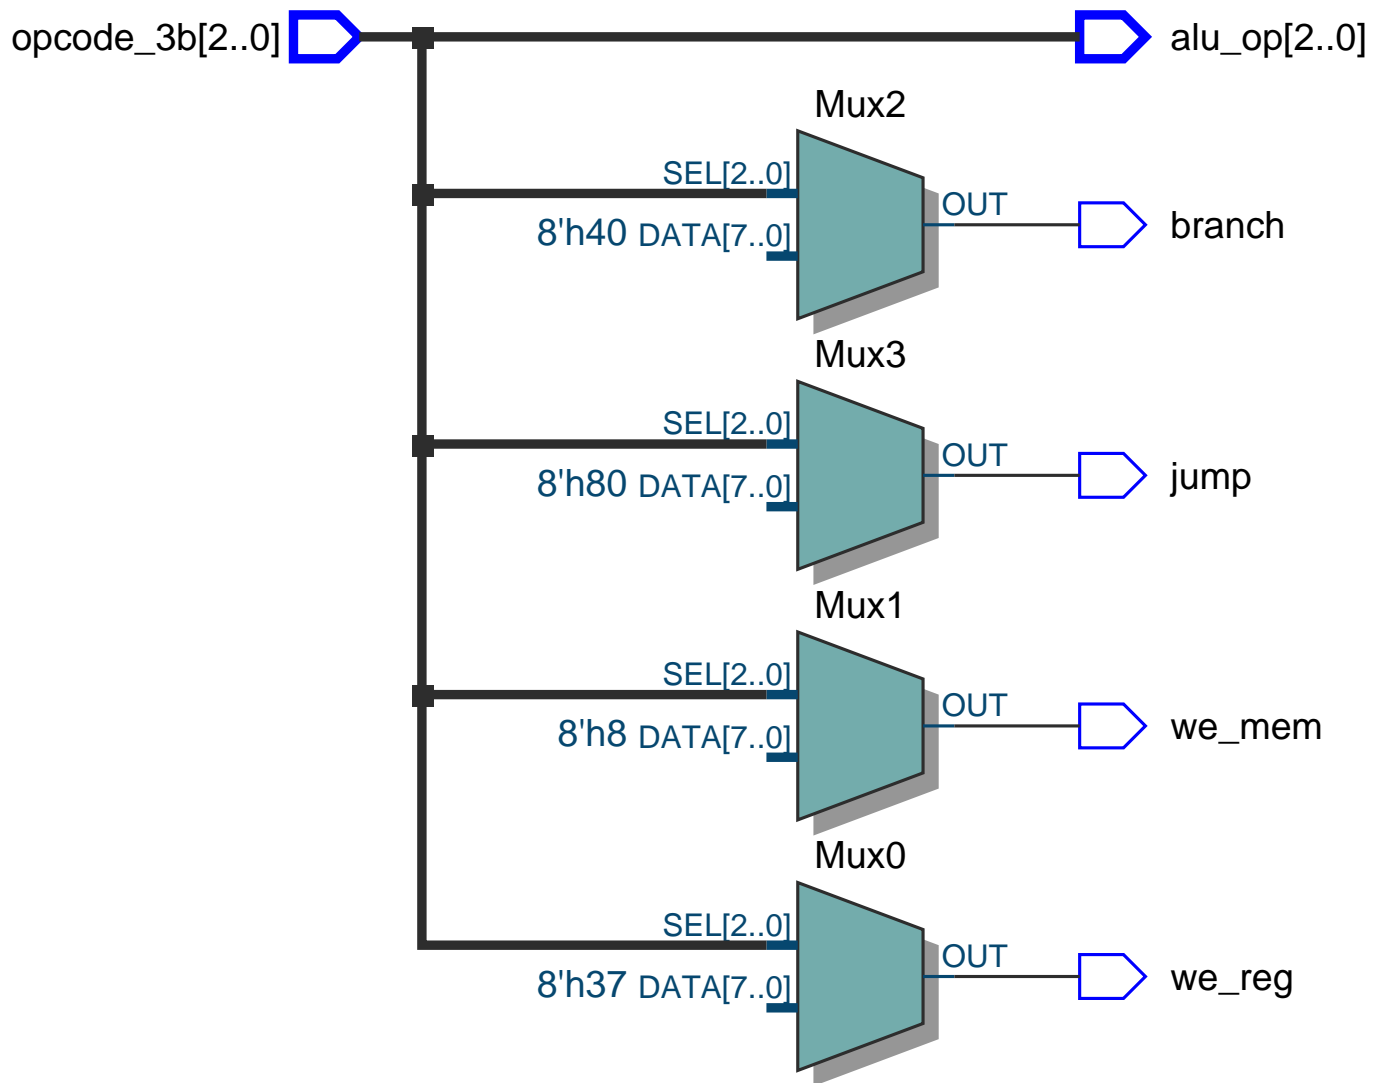 opcode_3b[2..0]
alu_op[2..0]
Mux2
SEL[2..0]
8'h40 DATA[7..0]
OUT
branch
Mux3
SEL[2..0]
8'h80 DATA[7..0]
OUT
jump
Mux1
SEL[2..0]
8'h8 DATA[7..0]
OUT
we_mem
Mux0
SEL[2..0]
8'h37 DATA[7..0]
OUT
we_reg